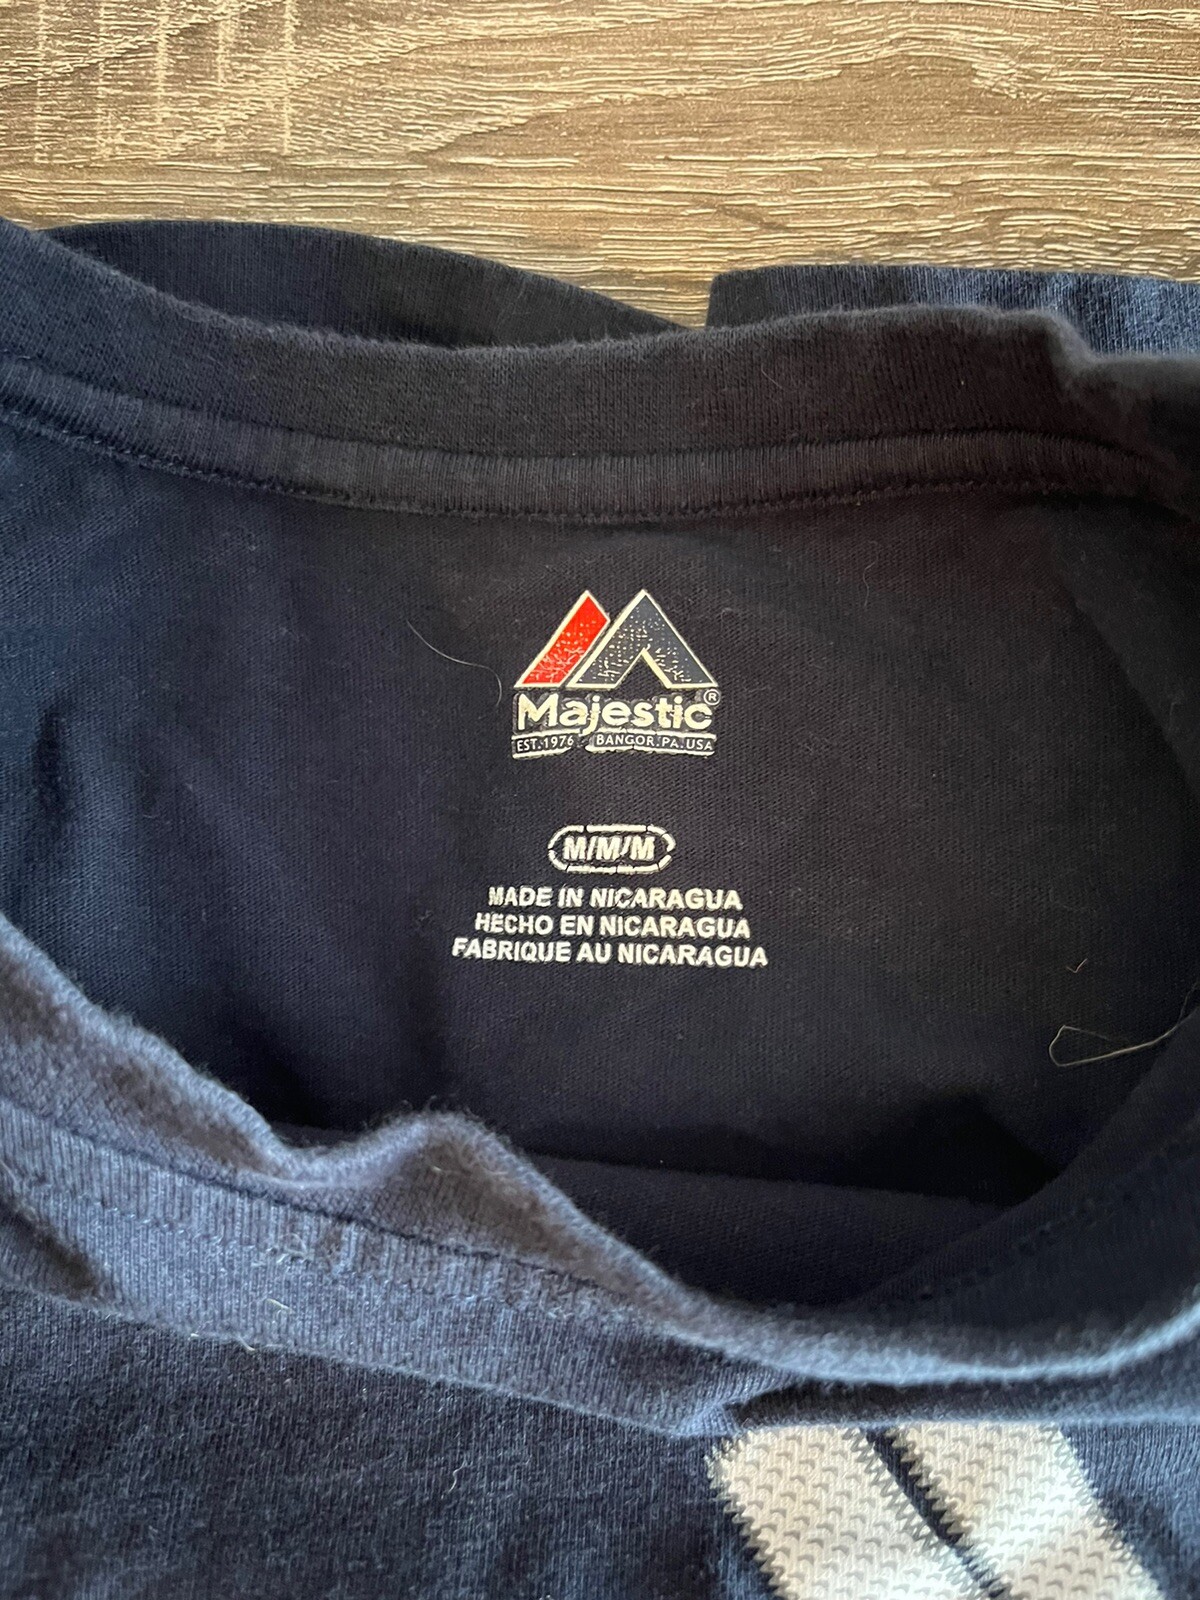 Majestic®
EST.1976 BANGOR.PA.USA
M/M/M
MADE IN NICARAGUA
HECHO EN NICARAGUA
FABRIQUE AU NICARAGUA